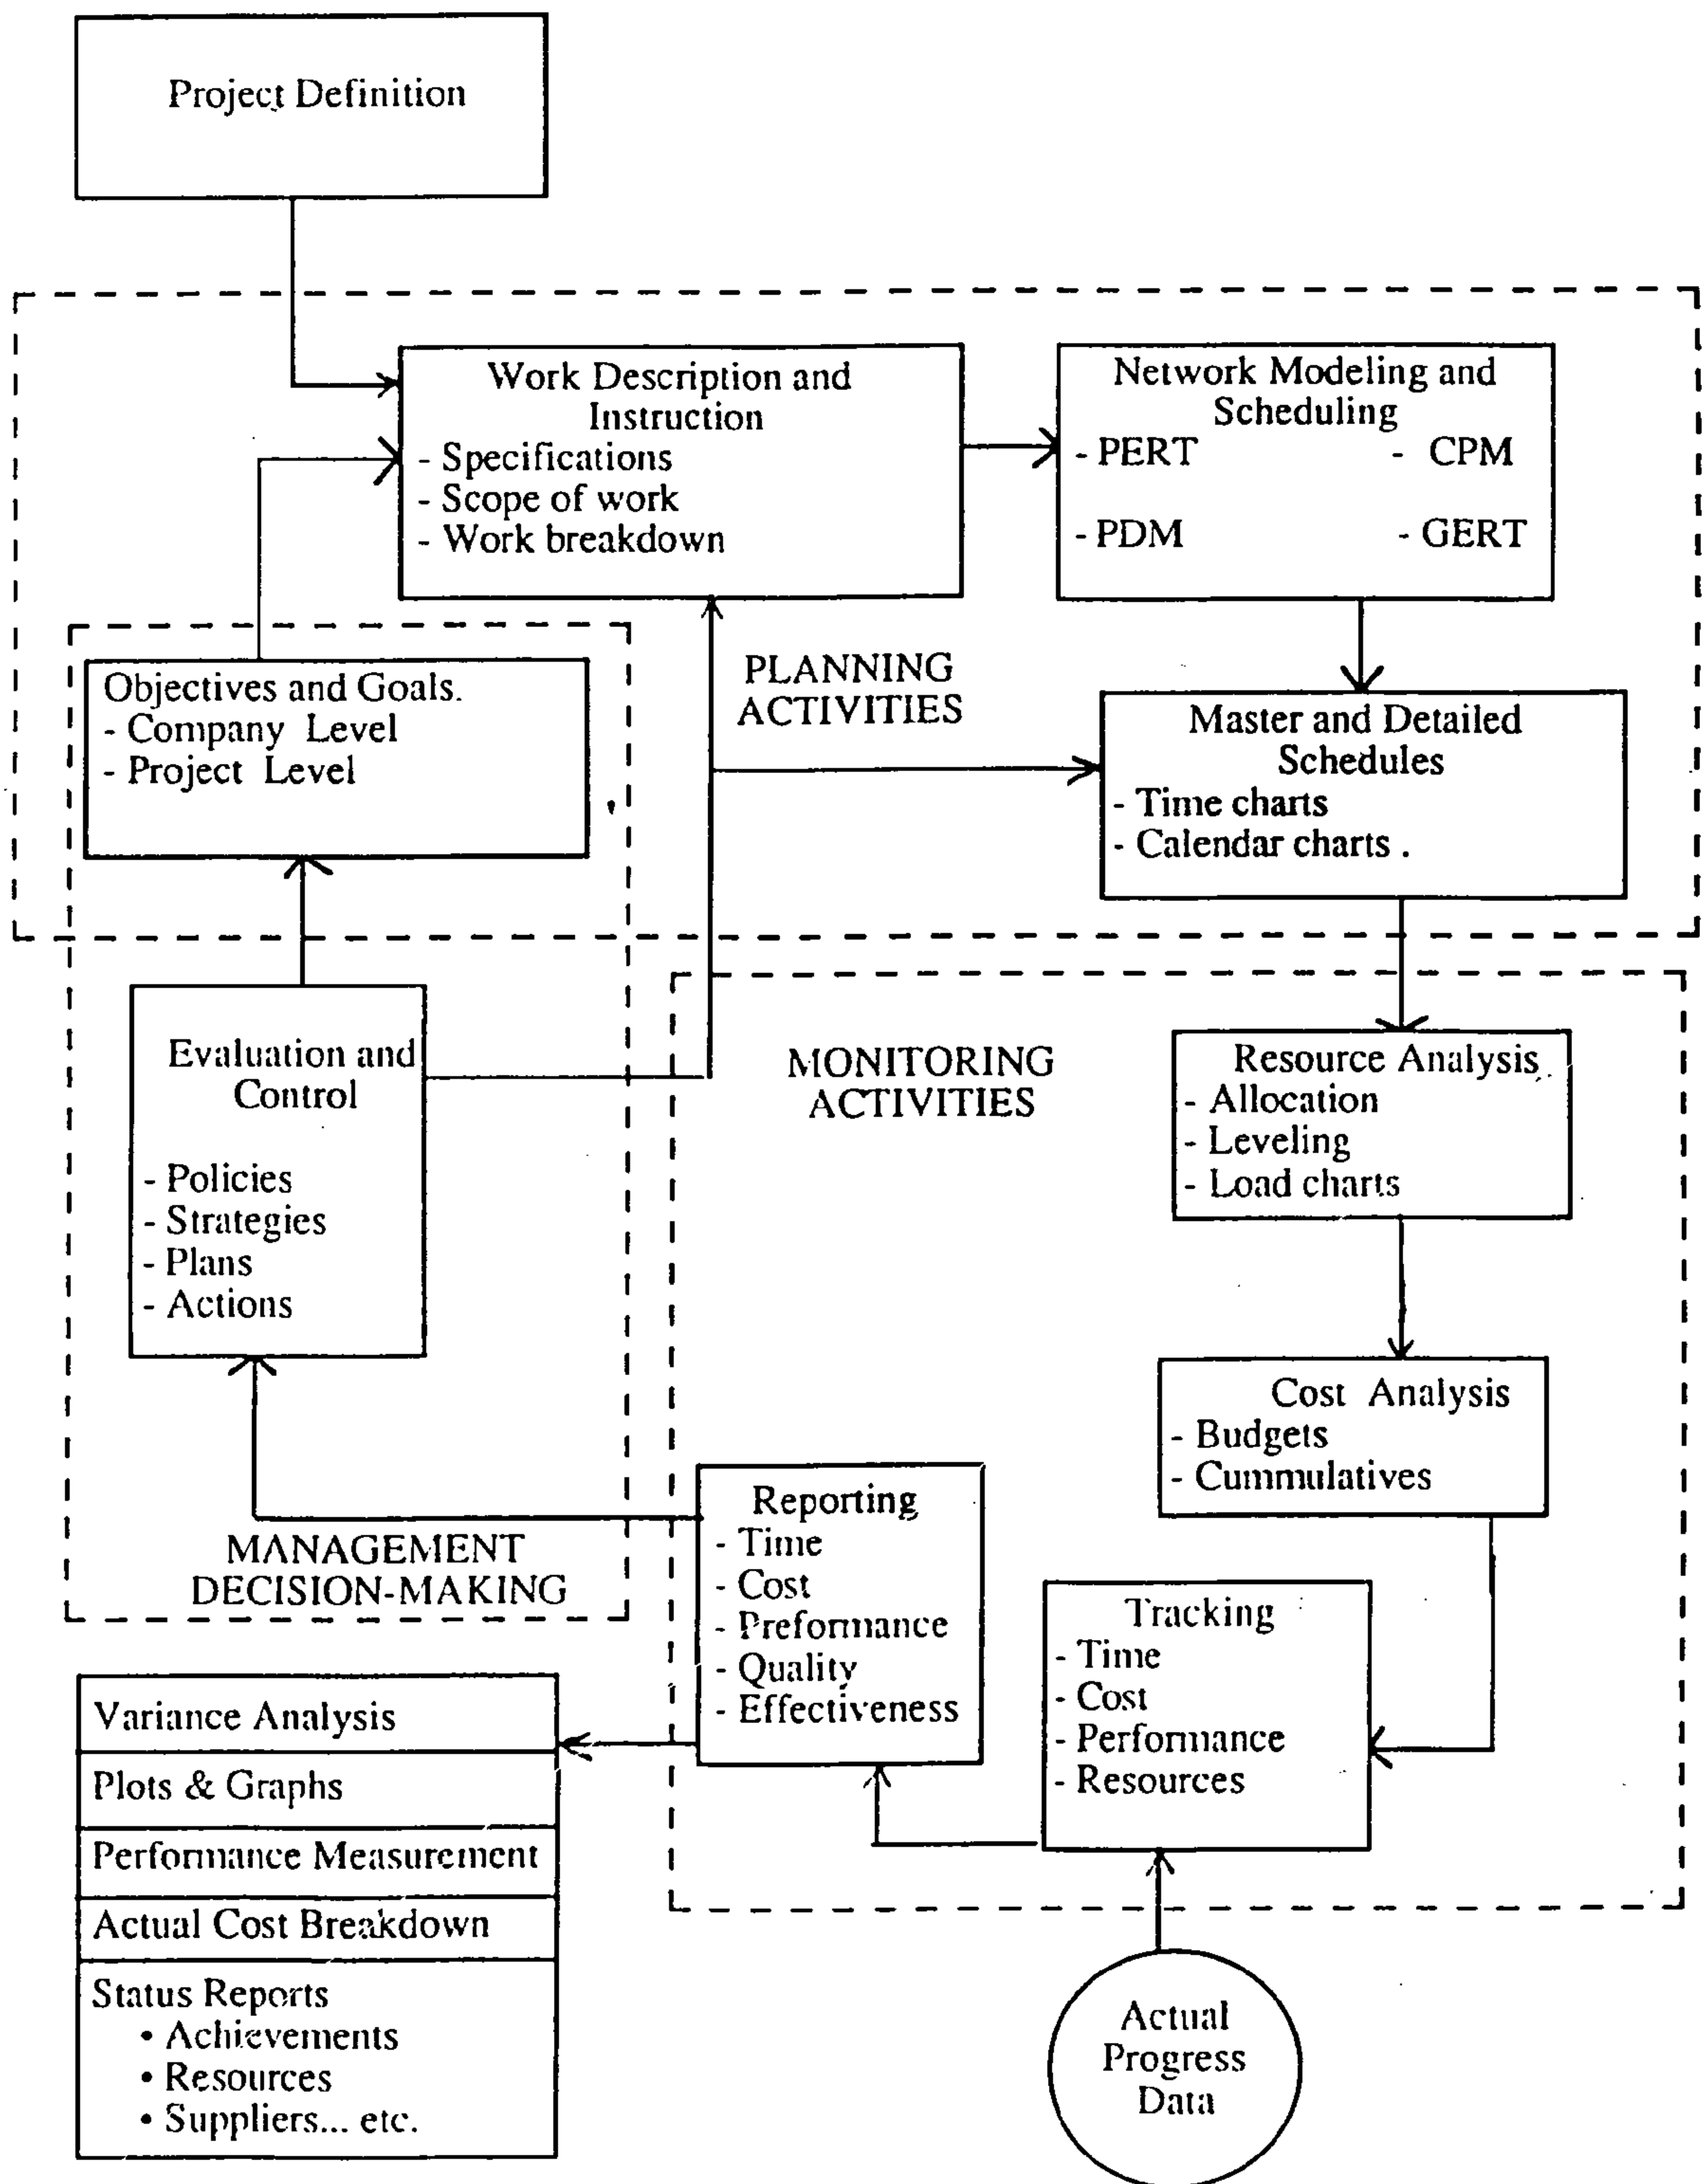 Project Definition
Work Description and
Instruction
- Specifications
- Scope of work
- Work breakdown
Network Modeling and
Scheduling
- PERT - CPM
- PDM - GERT
PLANNING
ACTIVITIES
Objectives and Goals.
- Company Level
- Project Level
Master and Detailed
Schedules
- Time charts
- Calendar charts .
Evaluation and
Control
- Policies
- Strategies
- Plans
- Actions
MONITORING
ACTIVITIES
Resource Analysis
- Allocation
- Leveling
- Load charts
Cost Analysis
- Budgets
- Cummulatives
MANAGEMENT
DECISION-MAKING
Reporting
- Time
- Cost
- Preformance
- Quality
- Effectiveness
Tracking
- Time
- Cost
- Performance
- Resources
Variance Analysis
Plots & Graphs
Performance Measurement
Actual Cost Breakdown
Status Reports
• Achievements
• Resources
• Suppliers... etc.
Actual
Progress
Data